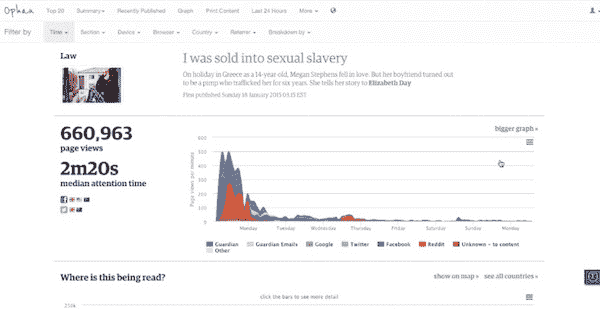 Ophan Top 20 Summary Recently Published Graph Print Content Last 24 Hours More
Filter by Time Section Device Browser Country Referrer Breakdown by
Law
I was sold into sexual slavery
On holiday in Greece as a 14-year-old, Megan Stephens fell in love. But her boyfriend turned out
to be a pimp who trafficked her for six years. She tells her story to Elizabeth Day
First published Sunday 18 January 2015
660,963
page views
2m20s
median attention time
bigger graph »
Page views per minute
600
500
400
300
200
100
0
Monday Tuesday Wednesday Thursday Friday Saturday Sunday Monday
Guardian Guardian Emails Google Twitter Facebook Reddit Unknown - to content
Other
Where is this being read?
show on map » see all countries »
click the bars to see more detail